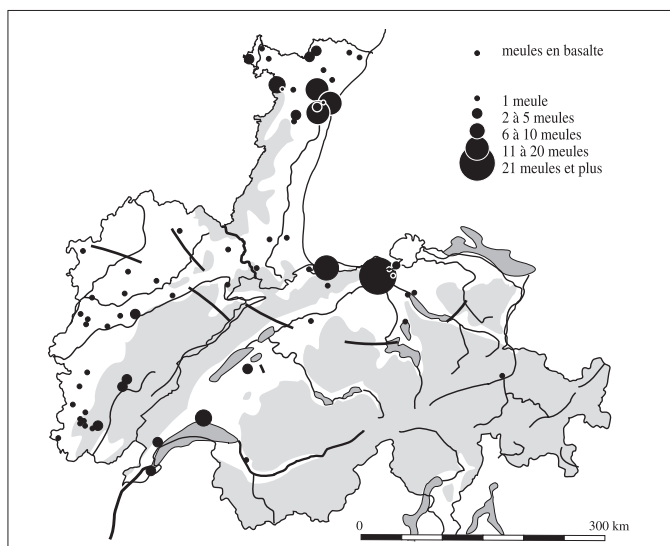 meules en basalte
1 meule
2 à 5 meules
6 à 10 meules
11 à 20 meules
21 meules et plus
0 300 km